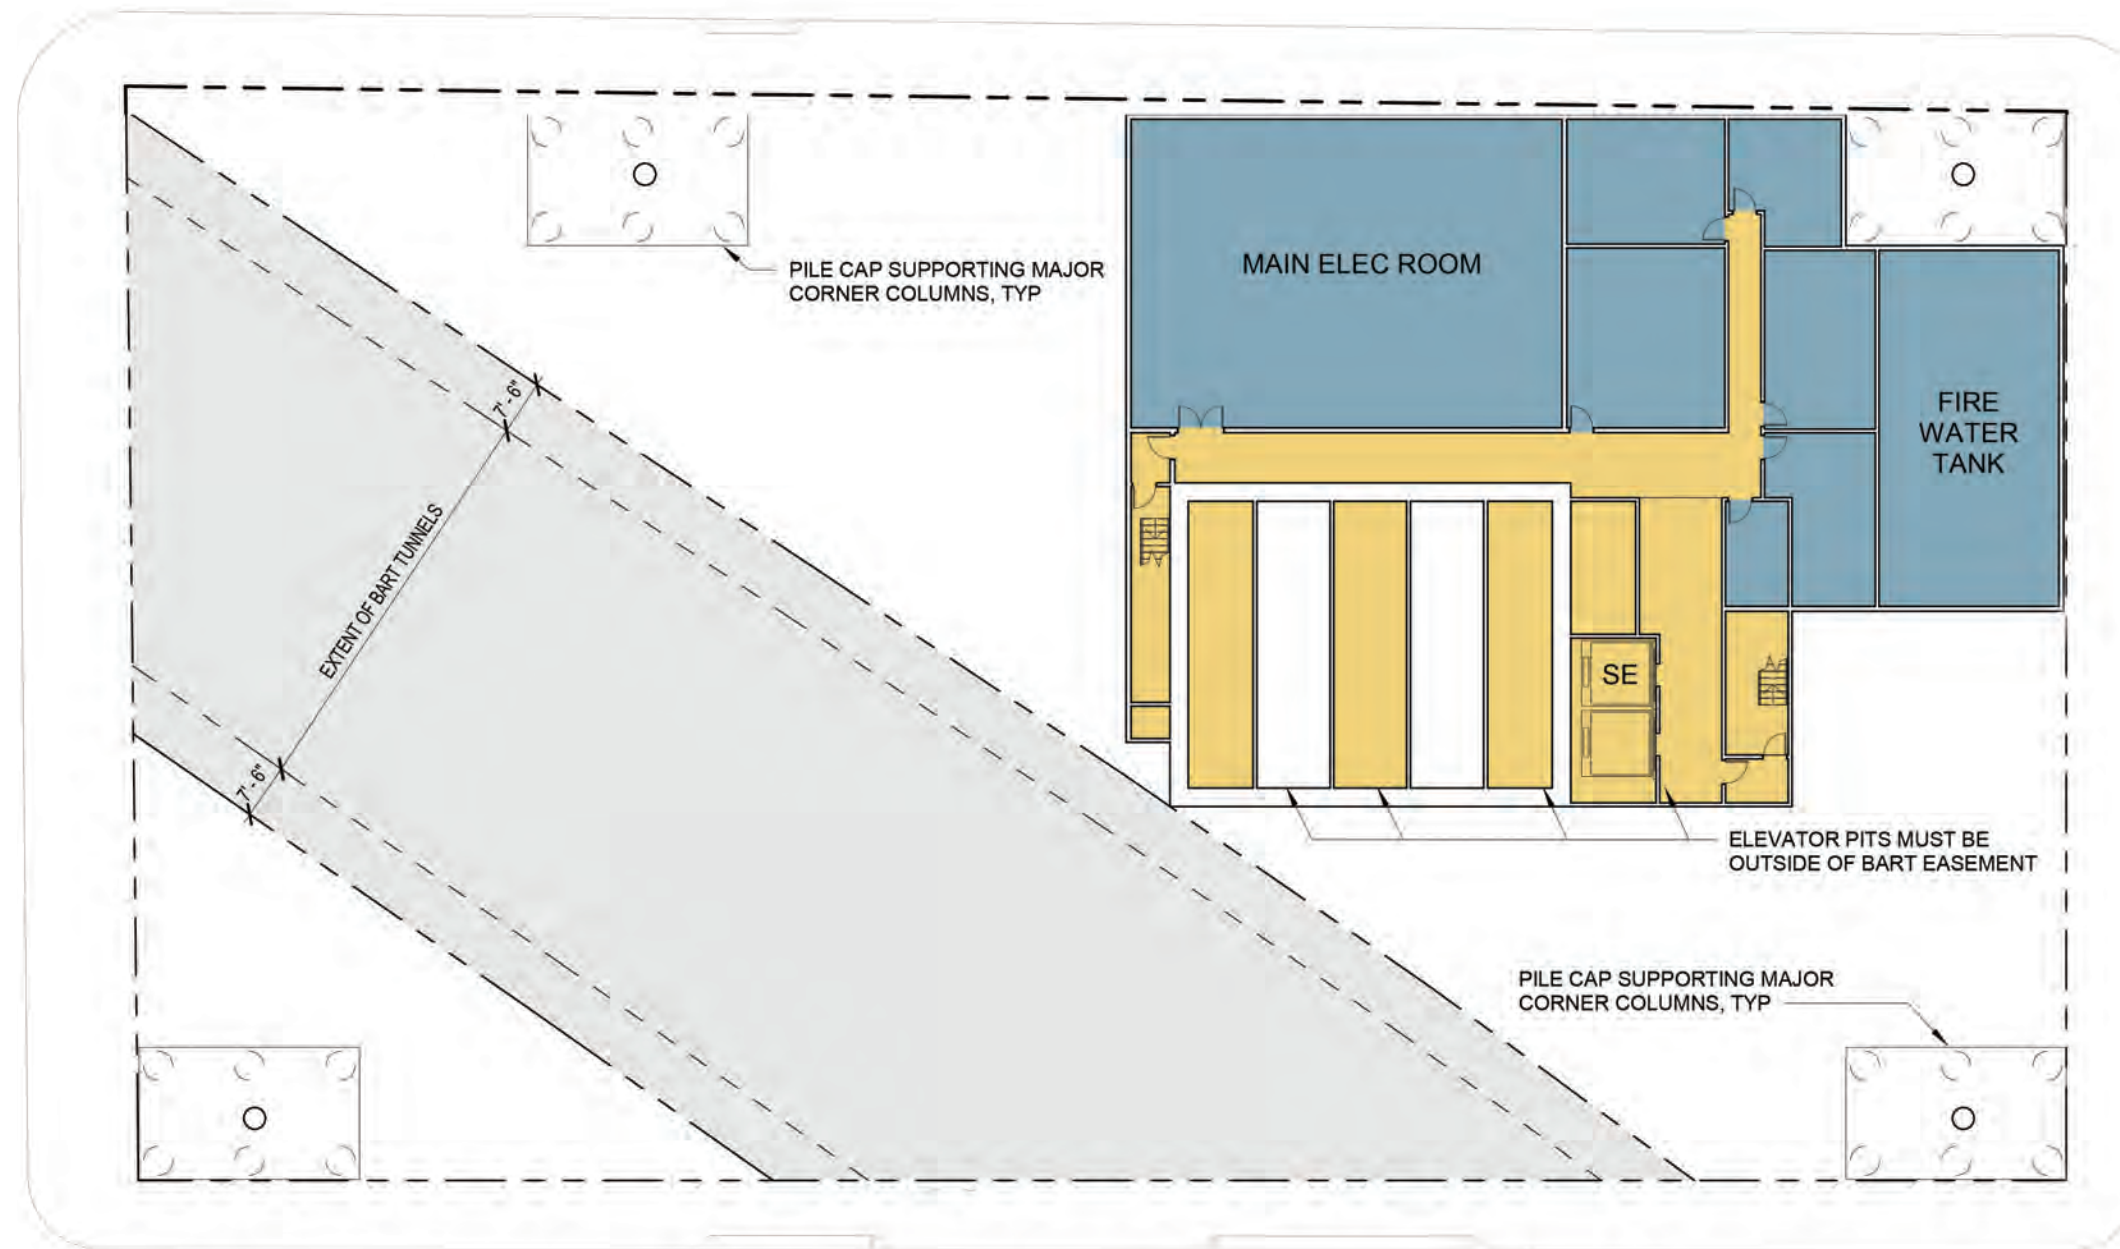 PILE CAP SUPPORTING MAJOR
CORNER COLUMNS, TYP
MAIN ELEC ROOM
FIRE
WATER
TANK
7' - 6"
EXTENT OF BART TUNNELS
7' - 6"
SE
ELEVATOR PITS MUST BE
OUTSIDE OF BART EASEMENT
PILE CAP SUPPORTING MAJOR
CORNER COLUMNS, TYP